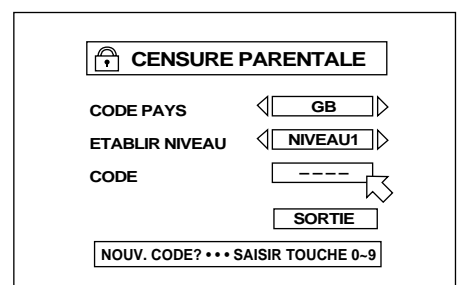 CENSURE PARENTALE
CODE PAYS GB
ETABLIR NIVEAU NIVEAU1
CODE – – – –
SORTIE
NOUV. CODE? • • • SAISIR TOUCHE 0~9